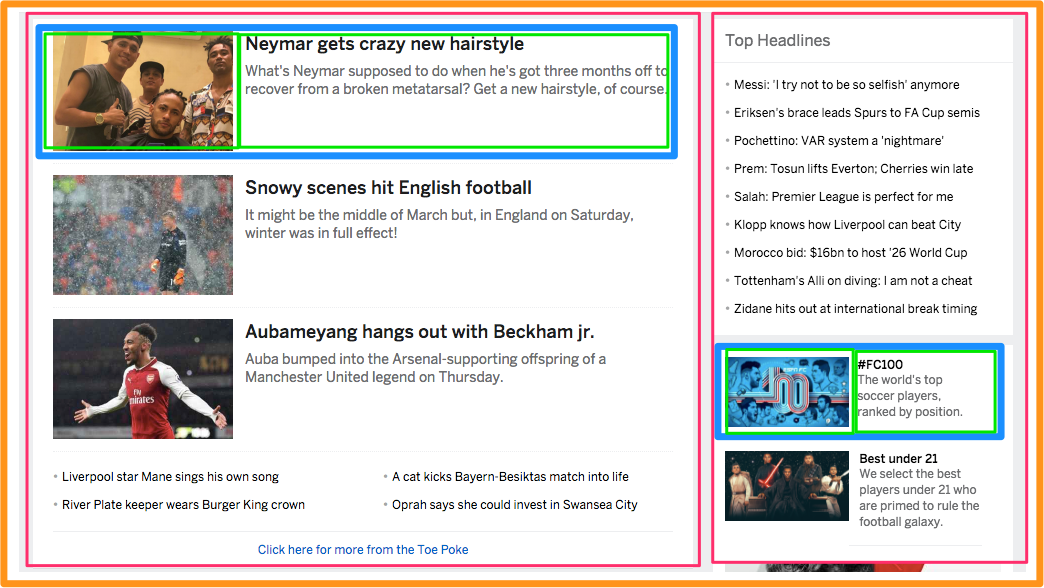 Neymar gets crazy new hairstyle
What's Neymar supposed to do when he's got three months off to
recover from a broken metatarsal? Get a new hairstyle, of course.
Snowy scenes hit English football
It might be the middle of March but, in England on Saturday,
winter was in full effect!
Fly
Emirates
Aubameyang hangs out with Beckham jr.
Auba bumped into the Arsenal-supporting offspring of a
Manchester United legend on Thursday.
• Liverpool star Mane sings his own song
• A cat kicks Bayern-Besiktas match into life
• River Plate keeper wears Burger King crown
• Oprah says she could invest in Swansea City
Click here for more from the Toe Poke
Top Headlines
• Messi: 'I try not to be so selfish' anymore
• Eriksen's brace leads Spurs to FA Cup semis
• Pochettino: VAR system a 'nightmare'
• Prem: Tosun lifts Everton; Cherries win late
• Salah: Premier League is perfect for me
• Klopp knows how Liverpool can beat City
• Morocco bid: $16bn to host '26 World Cup
• Tottenham's Alli on diving: I am not a cheat
• Zidane hits out at international break timing
ESPN FC
100
#FC100
The world's top
soccer players,
ranked by position.
Best under 21
We select the best
players under 21 who
are primed to rule the
football galaxy.